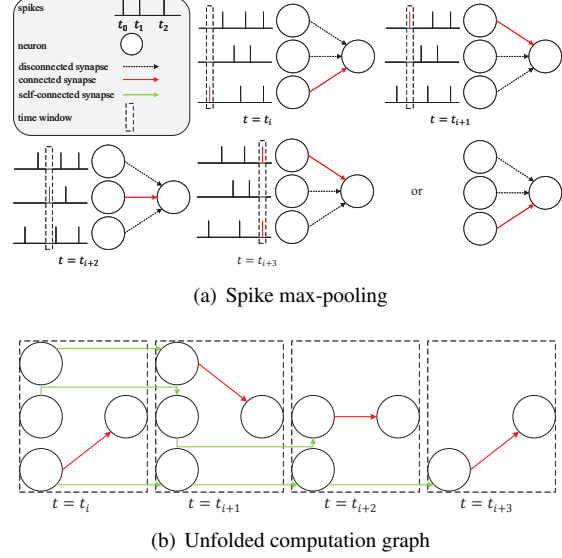 spikes
t₀ t₁ t₂
neuron
disconnected synapse
connected synapse
self-connected synapse
time window
t = tᵢ
t = tᵢ₊₁
t = tᵢ₊₂
t = tᵢ₊₃
or
(a) Spike max-pooling
t = tᵢ
t = tᵢ₊₁
t = tᵢ₊₂
t = tᵢ₊₃
(b) Unfolded computation graph